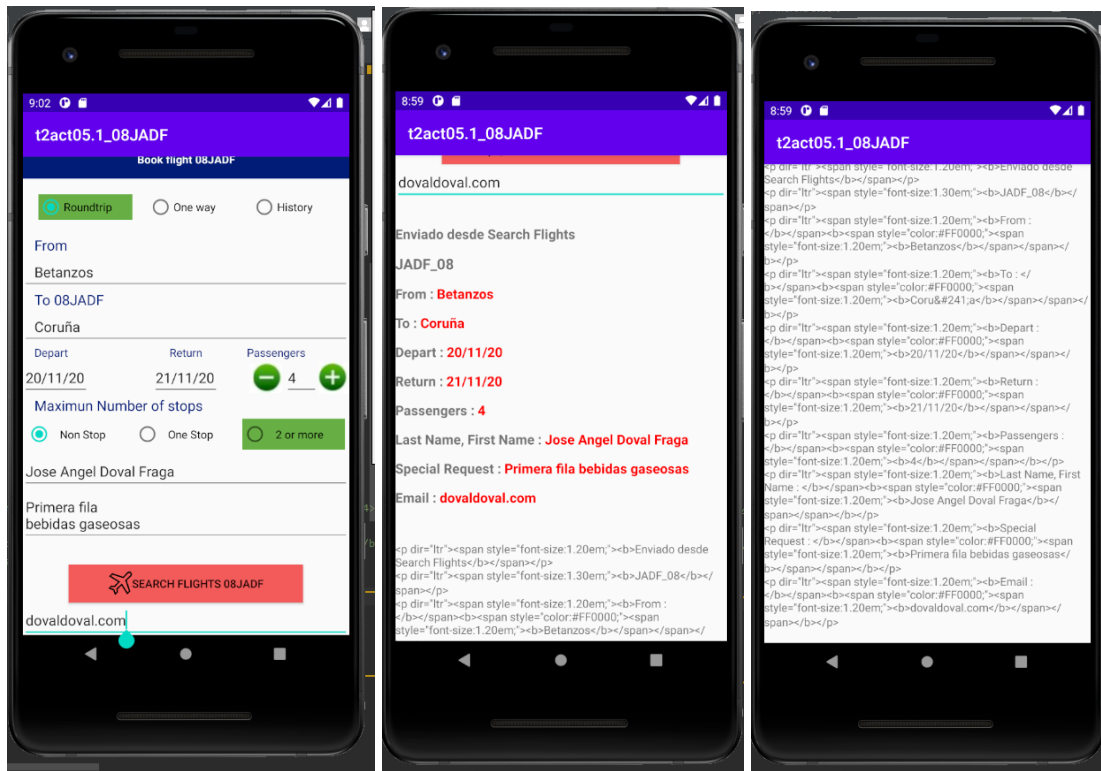 9:02
t2act05.1_08JADF
Book flight 08JADF
Roundtrip One way History
From
Betanzos
To 08JADF
Coruña
Depart Return Passengers
20/11/20 21/11/20 4
Maximun Number of stops
Non Stop One Stop 2 or more
Jose Angel Doval Fraga
Primera fila
bebidas gaseosas
SEARCH FLIGHTS 08JADF
dovaldoval.com
8:59
t2act05.1_08JADF
dovaldoval.com
Enviado desde Search Flights
JADF_08
From : Betanzos
To : Coruña
Depart : 20/11/20
Return : 21/11/20
Passengers : 4
Last Name, First Name : Jose Angel Doval Fraga
Special Request : Primera fila bebidas gaseosas
Email : dovaldoval.com
<p dir="ltr"><span style="font-size:1.20em;"><b>Enviado desde
Search Flights</b></span></p>
<p dir="ltr"><span style="font-size:1.30em;"><b>JADF_08</b></
span></p>
<p dir="ltr"><span style="font-size:1.20em;"><b>From :
</b></span><b><span style="color:#FF0000;"><span
style="font-size:1.20em;"><b>Betanzos</b></span></span></
8:59
t2act05.1_08JADF
<p dir="ltr"><span style="font-size:1.20em;"><b>Enviado desde
Search Flights</b></span></p>
<p dir="ltr"><span style="font-size:1.30em;"><b>JADF_08</b></
span></p>
<p dir="ltr"><span style="font-size:1.20em;"><b>From :
</b></span><b><span style="color:#FF0000;"><span
style="font-size:1.20em;"><b>Betanzos</b></span></span></
b></p>
<p dir="ltr"><span style="font-size:1.20em;"><b>To : </
b></span><b><span style="color:#FF0000;"><span
style="font-size:1.20em;"><b>Coru&#241;a</b></span></span></
b></p>
<p dir="ltr"><span style="font-size:1.20em;"><b>Depart :
</b></span><b><span style="color:#FF0000;"><span
style="font-size:1.20em;"><b>20/11/20</b></span></span></
b></p>
<p dir="ltr"><span style="font-size:1.20em;"><b>Return :
</b></span><b><span style="color:#FF0000;"><span
style="font-size:1.20em;"><b>21/11/20</b></span></span></
b></p>
<p dir="ltr"><span style="font-size:1.20em;"><b>Passengers :
</b></span><b><span style="color:#FF0000;"><span
style="font-size:1.20em;"><b>4</b></span></span></b></p>
<p dir="ltr"><span style="font-size:1.20em;"><b>Last Name, First
Name : </b></span><b><span style="color:#FF0000;"><span
style="font-size:1.20em;"><b>Jose Angel Doval Fraga</b></
span></span></b></p>
<p dir="ltr"><span style="font-size:1.20em;"><b>Special
Request : </b></span><b><span style="color:#FF0000;"><span
style="font-size:1.20em;"><b>Primera fila bebidas gaseosas</
b></span></span></b></p>
<p dir="ltr"><span style="font-size:1.20em;"><b>Email :
</b></span><b><span style="color:#FF0000;"><span
style="font-size:1.20em;"><b>dovaldoval.com</b></span></
span></b></p>